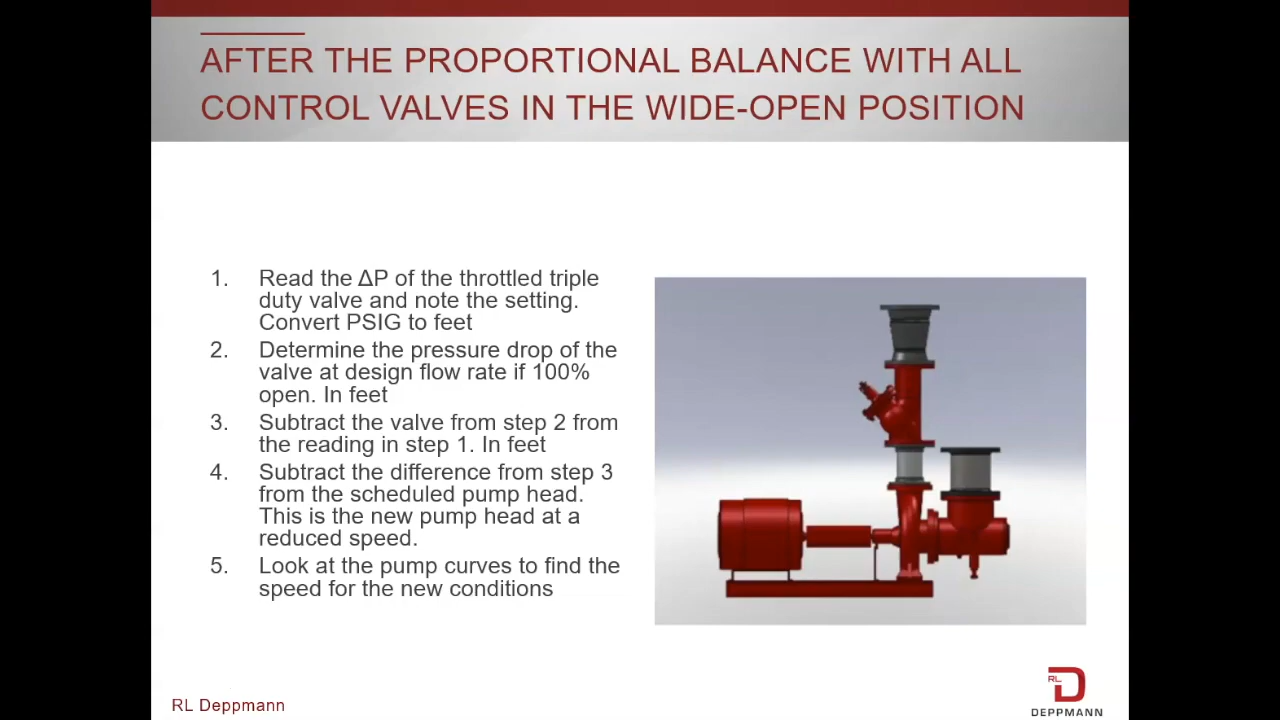 AFTER THE PROPORTIONAL BALANCE WITH ALL
CONTROL VALVES IN THE WIDE-OPEN POSITION
1. Read the ΔP of the throttled triple
duty valve and note the setting.
Convert PSIG to feet
2. Determine the pressure drop of the
valve at design flow rate if 100%
open. In feet
3. Subtract the valve from step 2 from
the reading in step 1. In feet
4. Subtract the difference from step 3
from the scheduled pump head.
This is the new pump head at a
reduced speed.
5. Look at the pump curves to find the
speed for the new conditions
RL Deppmann
RL D
DEPPMANN